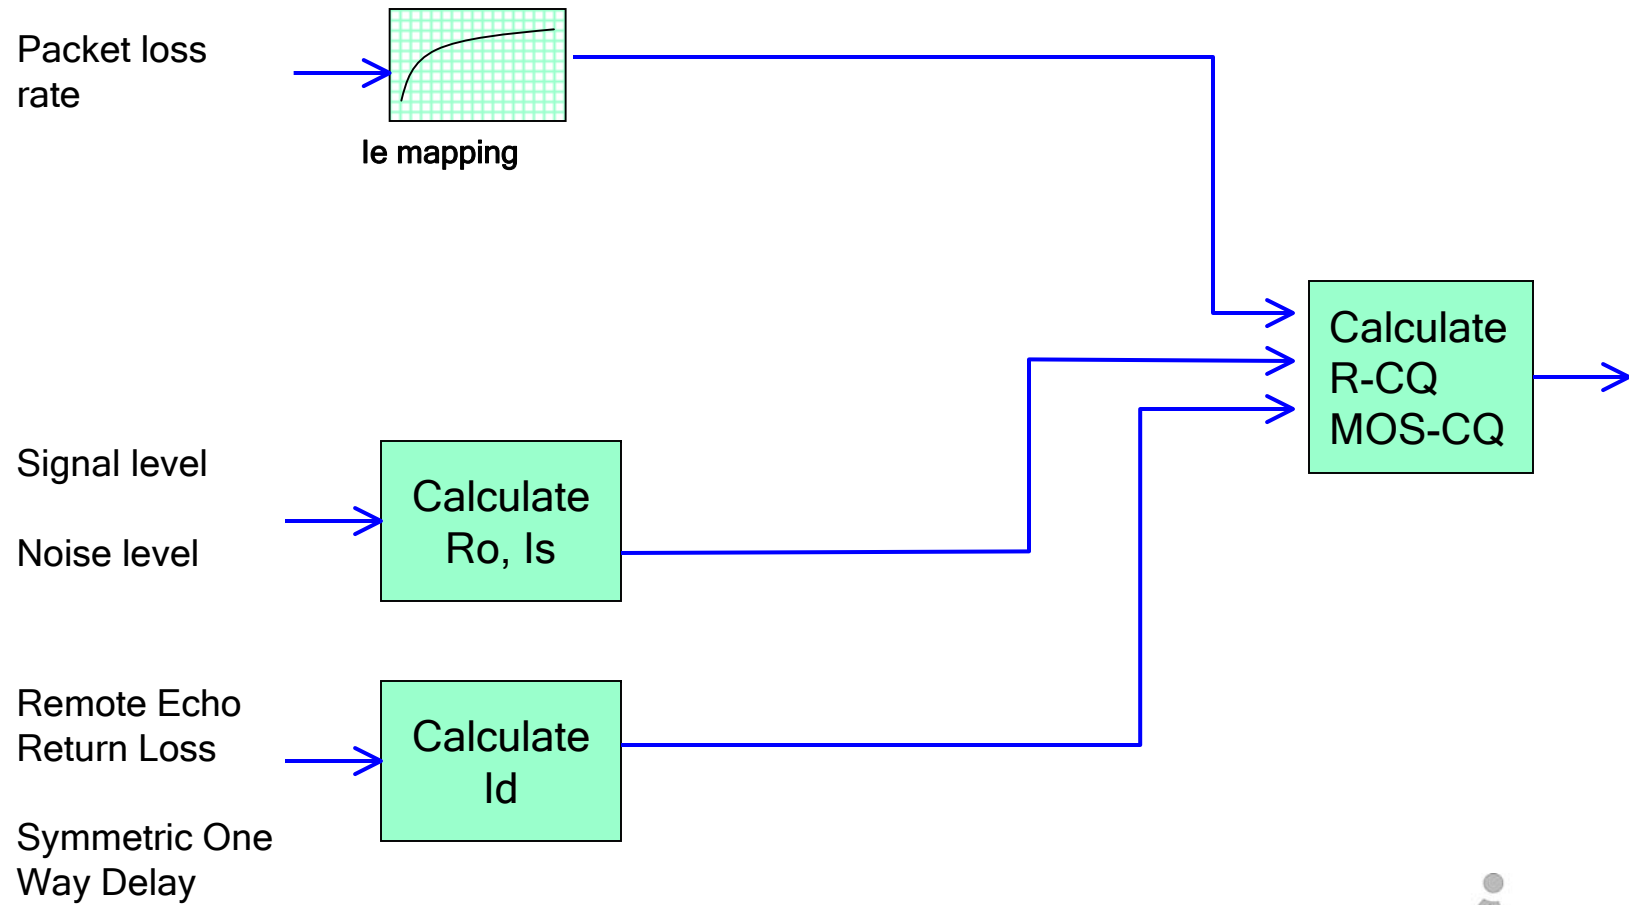 Packet loss
rate
Ie mapping
Calculate
R-CQ
MOS-CQ
Signal level
Noise level
Calculate
Ro, Is
Remote Echo
Return Loss
Symmetric One
Way Delay
Calculate
Id